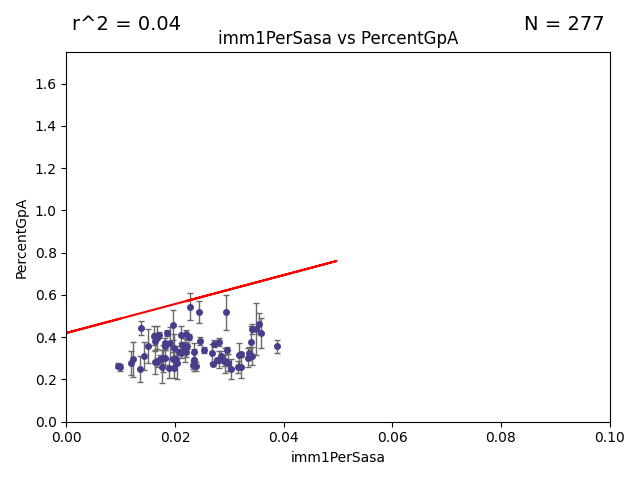 r^2 = 0.04
N = 277
imm1PerSasa vs PercentGpA
PercentGpA
1.6
1.4
1.2
1.0
0.8
0.6
0.4
0.2
0.0
0.00 0.02 0.04 0.06 0.08 0.10
imm1PerSasa